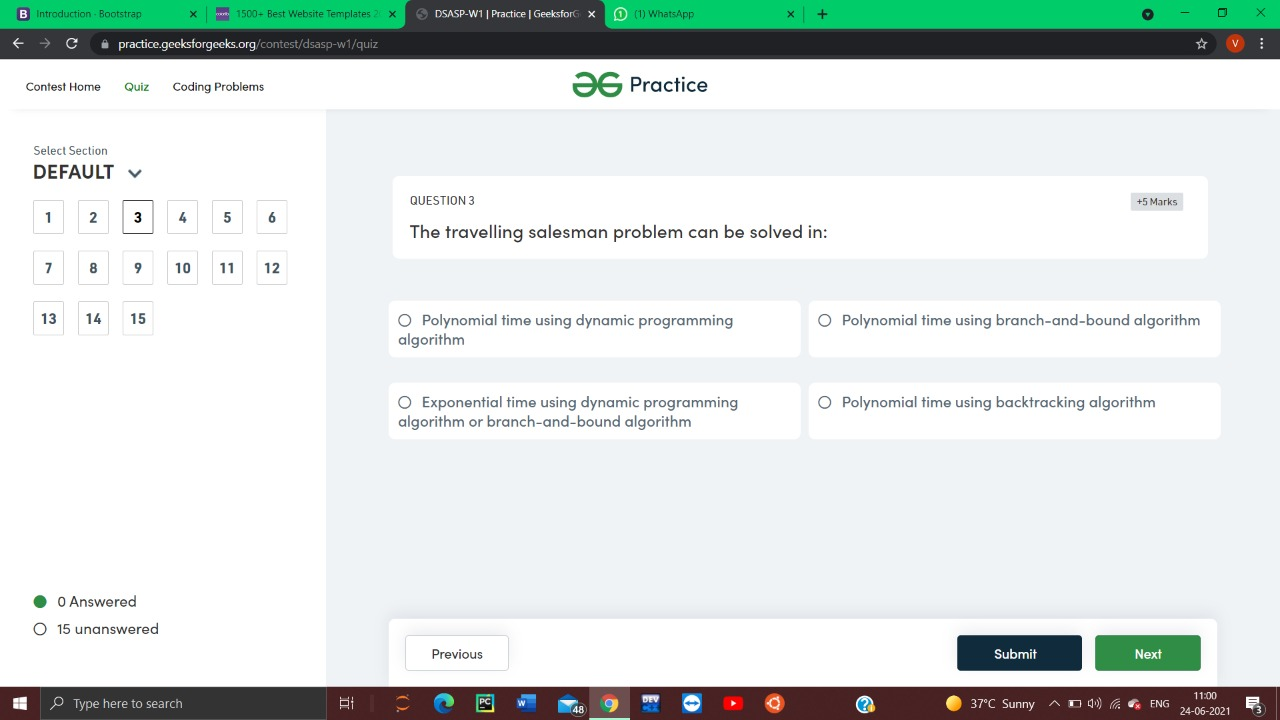 Introduction · Bootstrap
1500+ Best Website Templates 2
DSASP-W1 | Practice | GeeksforG
(1) WhatsApp
practice.geeksforgeeks.org/contest/dsasp-w1/quiz
V
Contest Home
Quiz
Coding Problems
Practice
Select Section
DEFAULT
1 2 3 4 5 6
7 8 9 10 11 12
13 14 15
0 Answered
15 unanswered
QUESTION 3
+5 Marks
The travelling salesman problem can be solved in:
Polynomial time using dynamic programming
algorithm
Polynomial time using branch-and-bound algorithm
Exponential time using dynamic programming
algorithm or branch-and-bound algorithm
Polynomial time using backtracking algorithm
Previous
Submit
Next
Type here to search
PC
W
48
DEV
37°C Sunny
ENG
11:00
24-06-2021
3